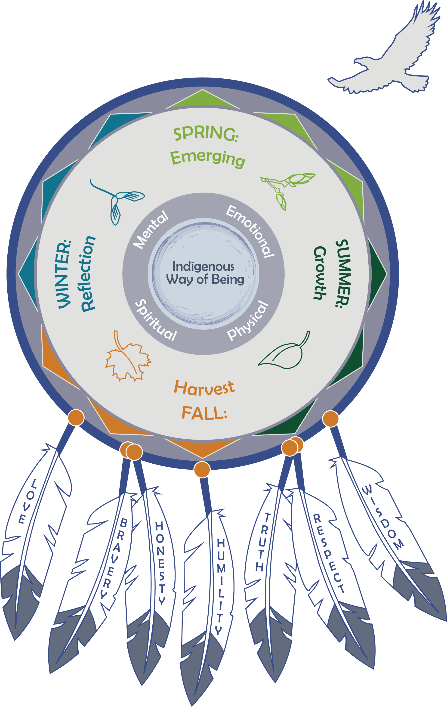 SPRING:
Emerging
WINTER:
Reflection
SUMMER:
Growth
Mental
Emotional
Indigenous
Way of Being
Spiritual
Physical
Harvest
FALL:
LOVE
BRAVERY
HONESTY
HUMILITY
TRUTH
RESPECT
WISDOM